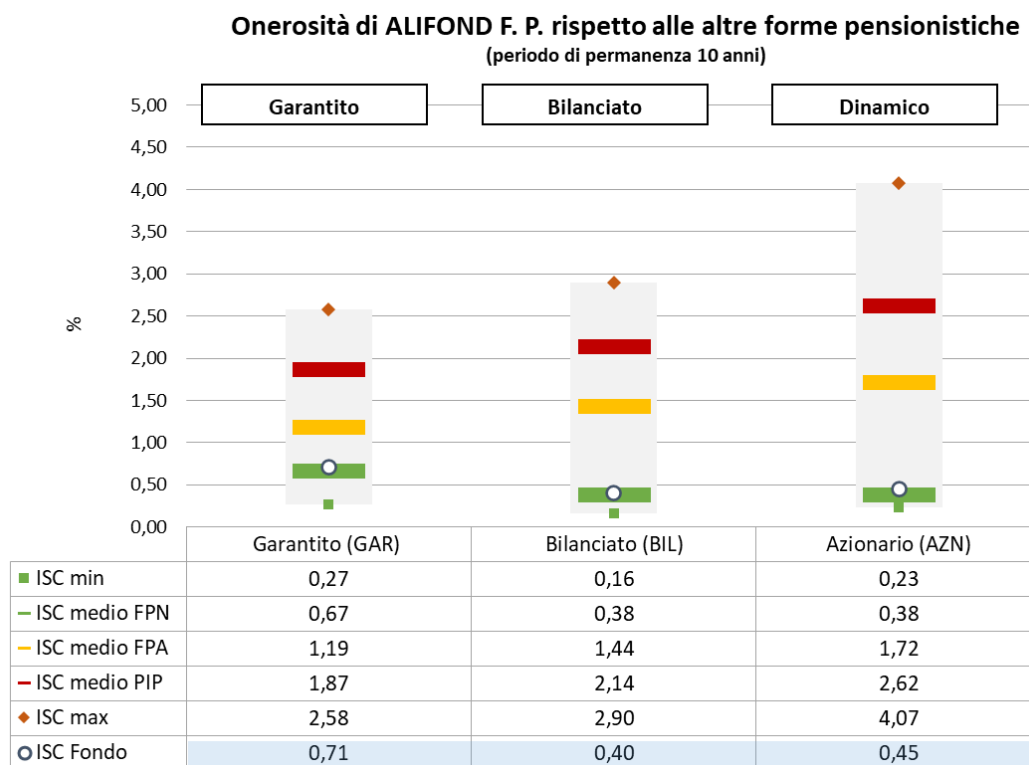 Onerosità di ALIFOND F. P. rispetto alle altre forme pensionistiche
(periodo di permanenza 10 anni)
Garantito Bilanciato Dinamico
5,00
4,50
4,00
3,50
3,00
2,50
2,00
1,50
1,00
0,50
0,00
%
Garantito (GAR) Bilanciato (BIL) Azionario (AZN)
ISC min 0,27 0,16 0,23
ISC medio FPN 0,67 0,38 0,38
ISC medio FPA 1,19 1,44 1,72
ISC medio PIP 1,87 2,14 2,62
ISC max 2,58 2,90 4,07
ISC Fondo 0,71 0,40 0,45